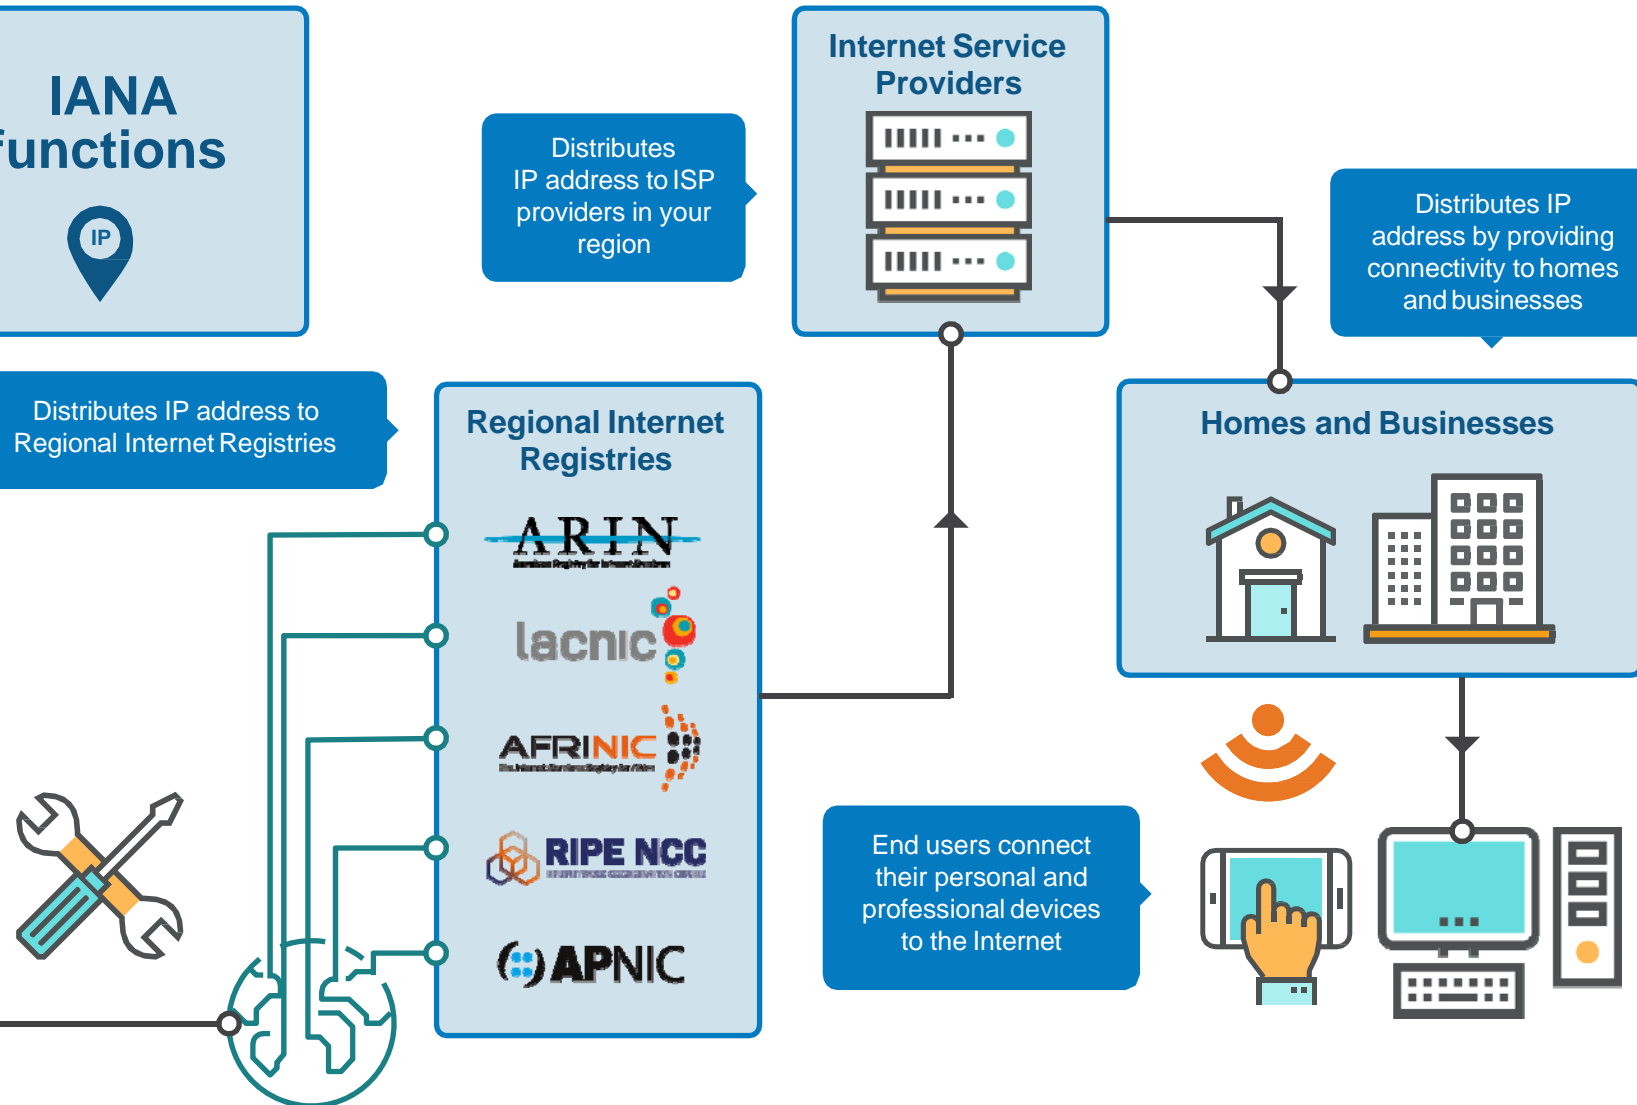 IANA
functions
IP
Distributes IP address to
Regional Internet Registries
Regional Internet
Registries
ARIN
lacnic
AFRINIC
RIPE NCC
APNIC
Distributes
IP address to ISP
providers in your
region
Internet Service
Providers
Distributes IP
address by providing
connectivity to homes
and businesses
Homes and Businesses
End users connect
their personal and
professional devices
to the Internet